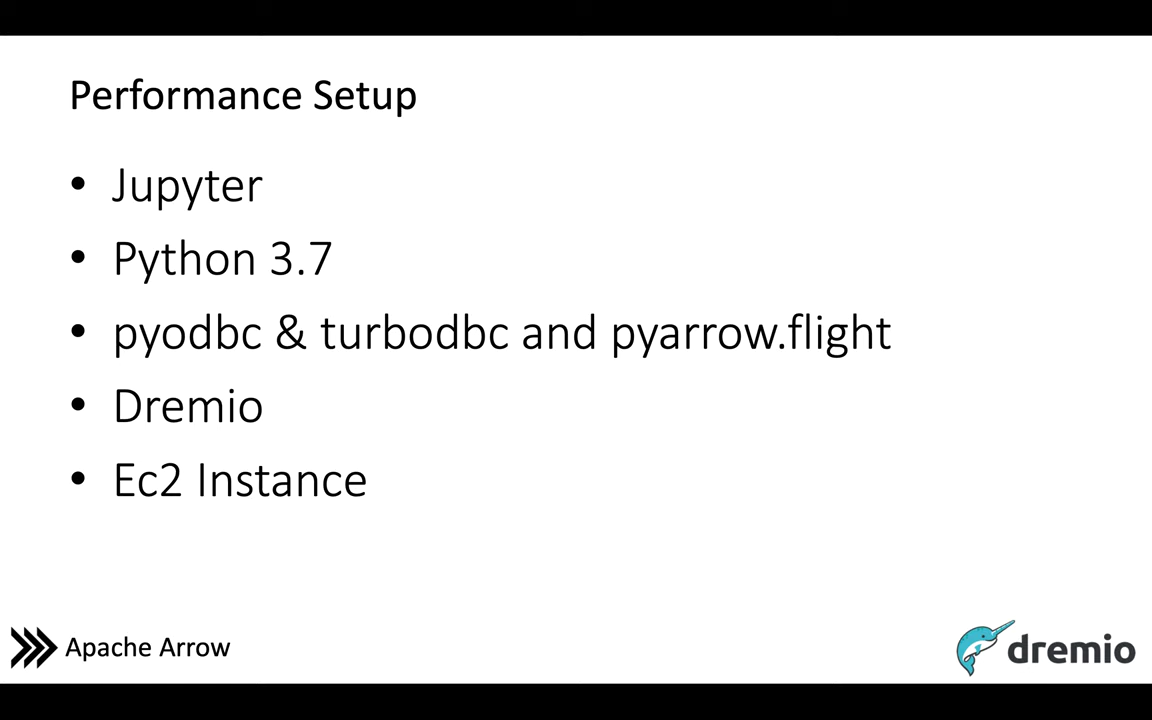 Performance Setup
• Jupyter
• Python 3.7
• pyodbc & turbodbc and pyarrow.flight
• Dremio
• Ec2 Instance
Apache Arrow
dremio